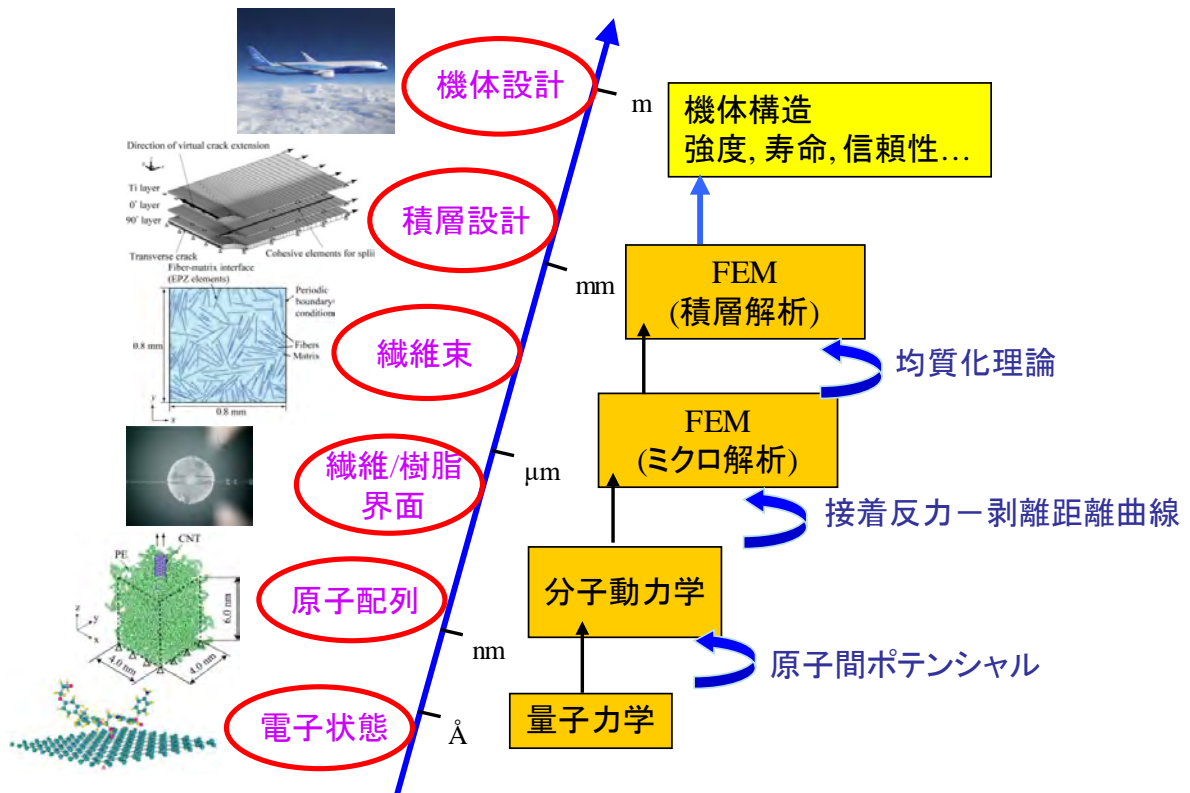 機体設計
m
機体構造
強度, 寿命, 信頼性…
Direction of virtual crack extension
Ti layer
0° layer
90° layer
Transverse crack
Cohesive elements for splii
積層設計
mm
FEM
(積層解析)
Fiber-matrix interface
(EPZ elements)
Periodic
boundary
condition
Fibers
Matrix
0.8 mm
0.8 mm
y
x
繊維束
均質化理論
FEM
(ミクロ解析)
繊維/樹脂
界面
µm
接着反力－剥離距離曲線
CNT
PE
6.0 nm
4.0 nm
4.0 nm
z
y
x
原子配列
nm
分子動力学
原子間ポテンシャル
電子状態
Å
量子力学